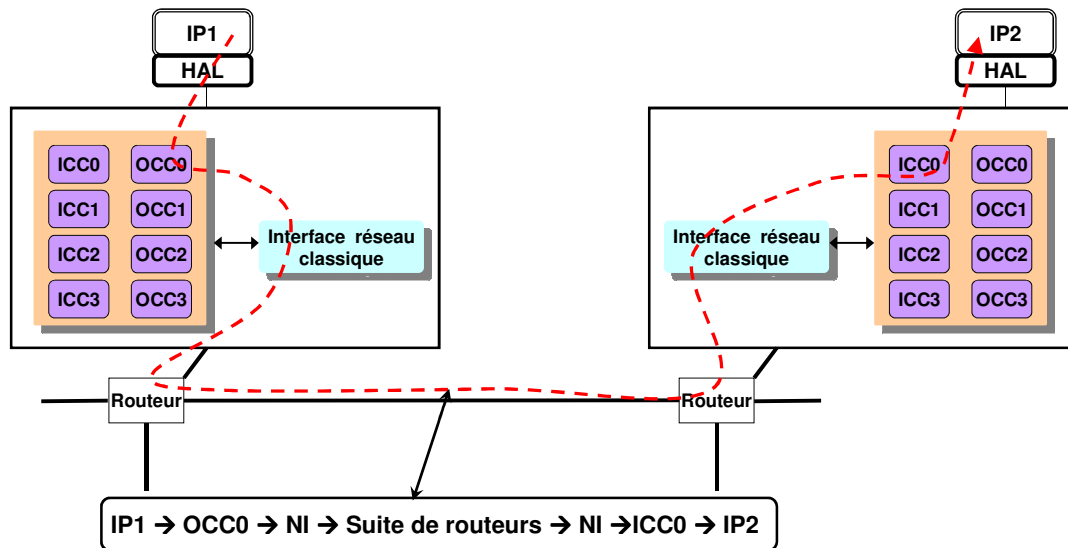 IP1
HAL
IP2
HAL
ICC0
OCC0
ICC1
OCC1
ICC2
OCC2
ICC3
OCC3
Interface réseau
classique
Interface réseau
classique
ICC0
OCC0
ICC1
OCC1
ICC2
OCC2
ICC3
OCC3
Routeur
Routeur
IP1 → OCC0 → NI → Suite de routeurs → NI →ICC0 → IP2